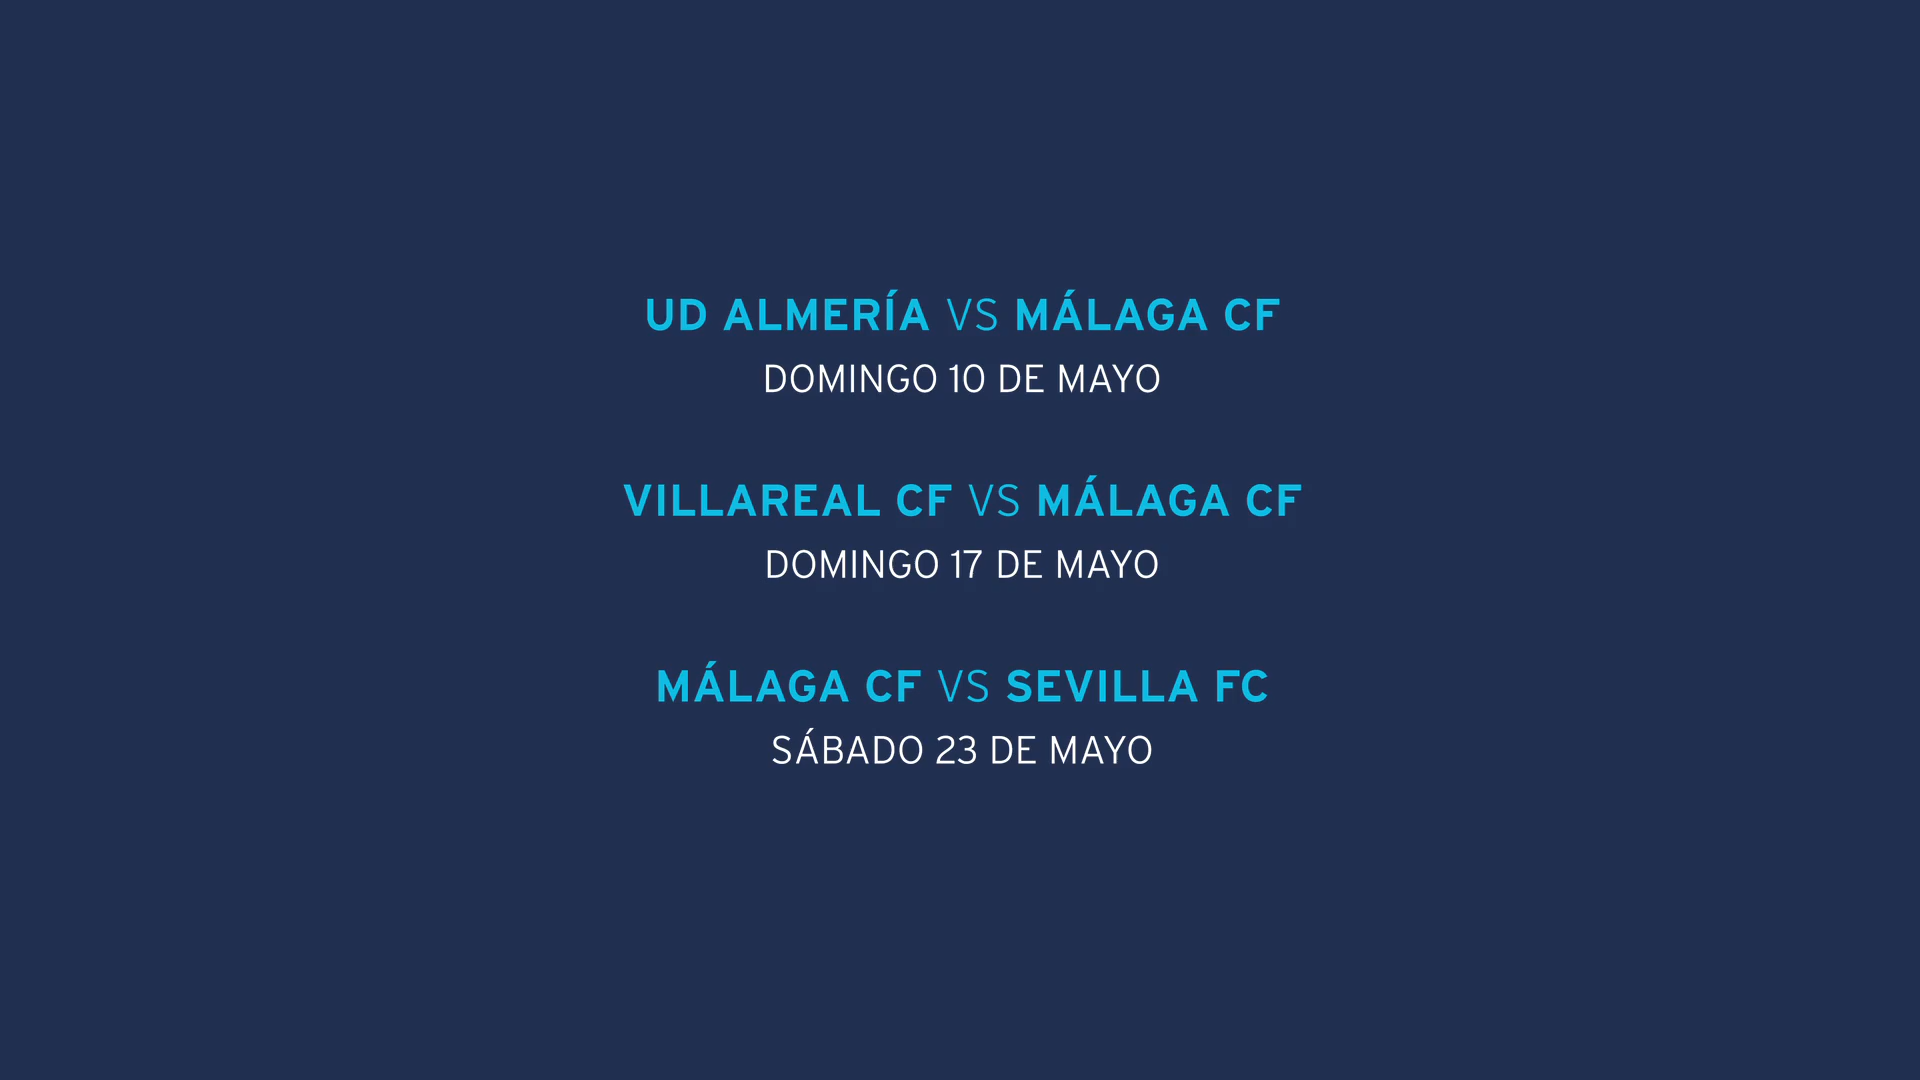 UD ALMERÍA VS MÁLAGA CF
DOMINGO 10 DE MAYO
VILLAREAL CF VS MÁLAGA CF
DOMINGO 17 DE MAYO
MÁLAGA CF VS SEVILLA FC
SÁBADO 23 DE MAYO